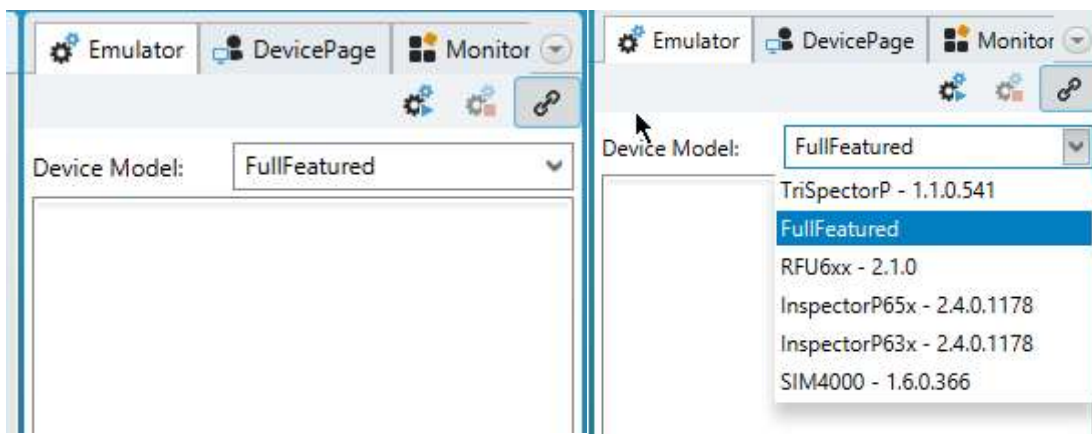 Emulator DevicePage Monitor
Device Model: FullFeatured
Emulator DevicePage Monitor
Device Model: FullFeatured
TriSpectorP - 1.1.0.541
FullFeatured
RFU6xx - 2.1.0
InspectorP65x - 2.4.0.1178
InspectorP63x - 2.4.0.1178
SIM4000 - 1.6.0.366